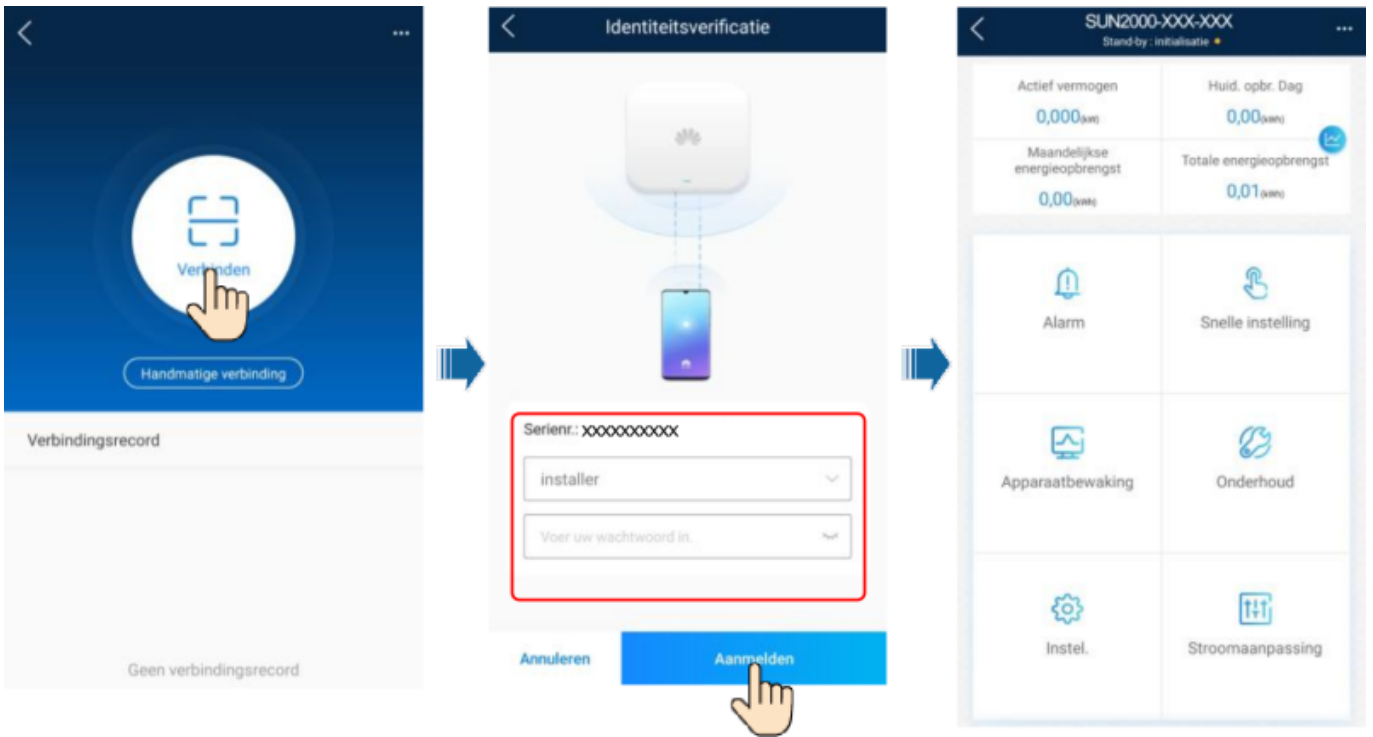 Verbinden
Handmatige verbinding
Verbindingsrecord
Geen verbindingsrecord
Identiteitsverificatie
Serienr.: XXXXXXXXXX
installer
Voer uw wachtwoord in.
Annuleren
Aanmelden
SUN2000-XXX-XXX
Stand-by : initialisatie
Actief vermogen
Huid. opbr. Dag
0,000(kW)
0,00(kWh)
Maandelijkse
energieopbrengst
Totale energieopbrengst
0,00(kWh)
0,01(kWh)
Alarm
Snelle instelling
Apparaatbewaking
Onderhoud
Instel.
Stroomaanpassing